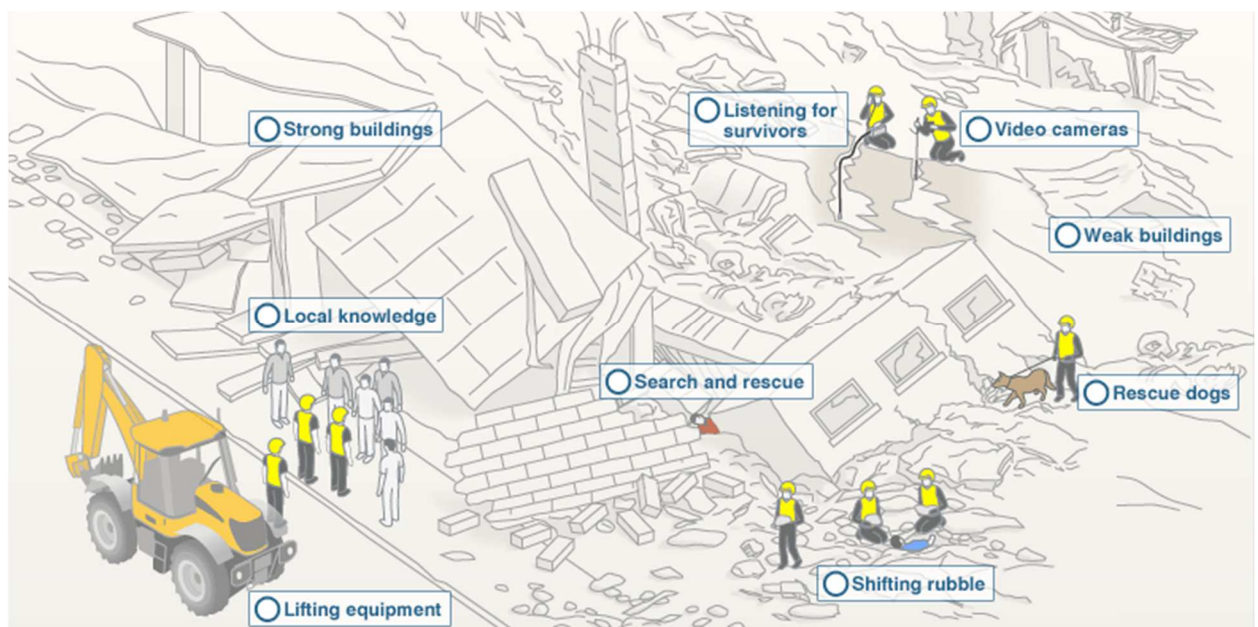 Strong buildings
Listening for
survivors
Video cameras
Weak buildings
Local knowledge
Search and rescue
Rescue dogs
Shifting rubble
Lifting equipment